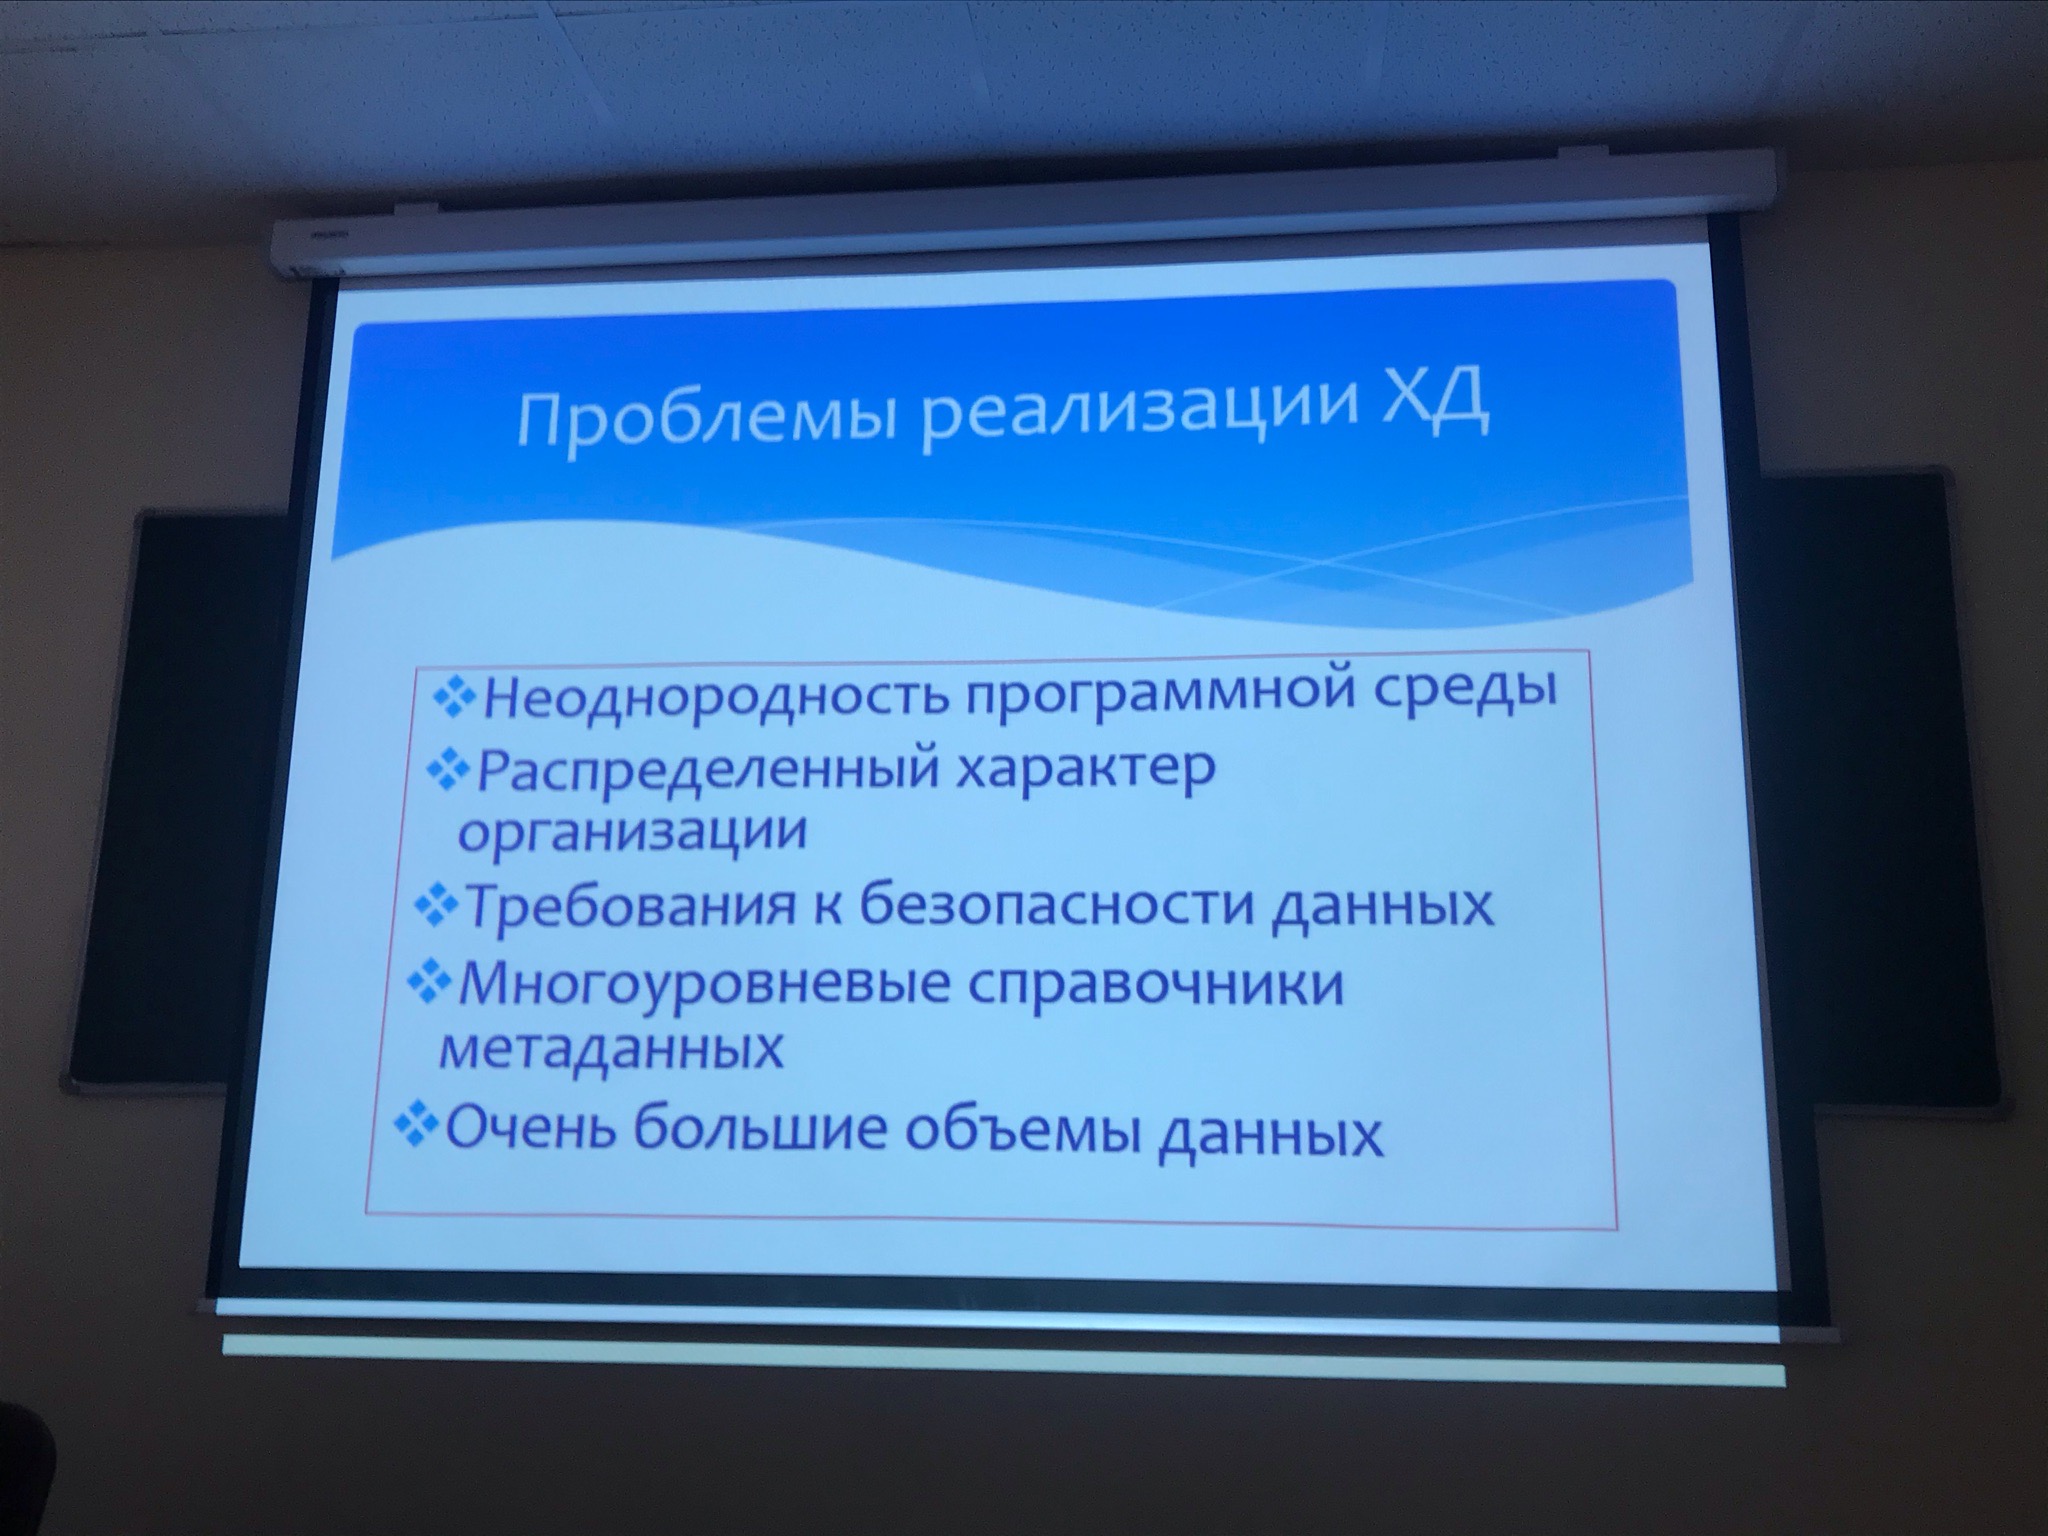 Проблемы реализации ХД
Неоднородность программной среды
Распределенный характер
организации
Требования к безопасности данных
Многоуровневые справочники
метаданных
Очень большие объемы данных